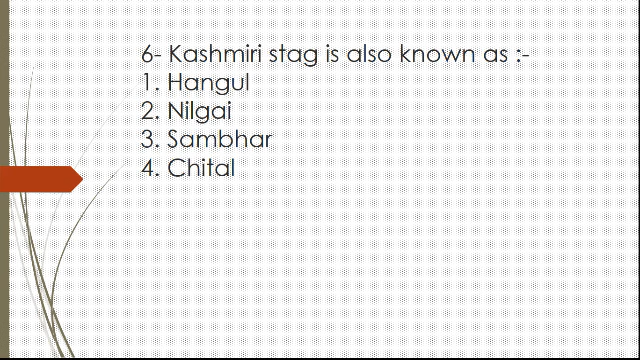 6- Kashmiri stag is also known as :-
1. Hangul
2. Nilgai
3. Sambhar
4. Chital